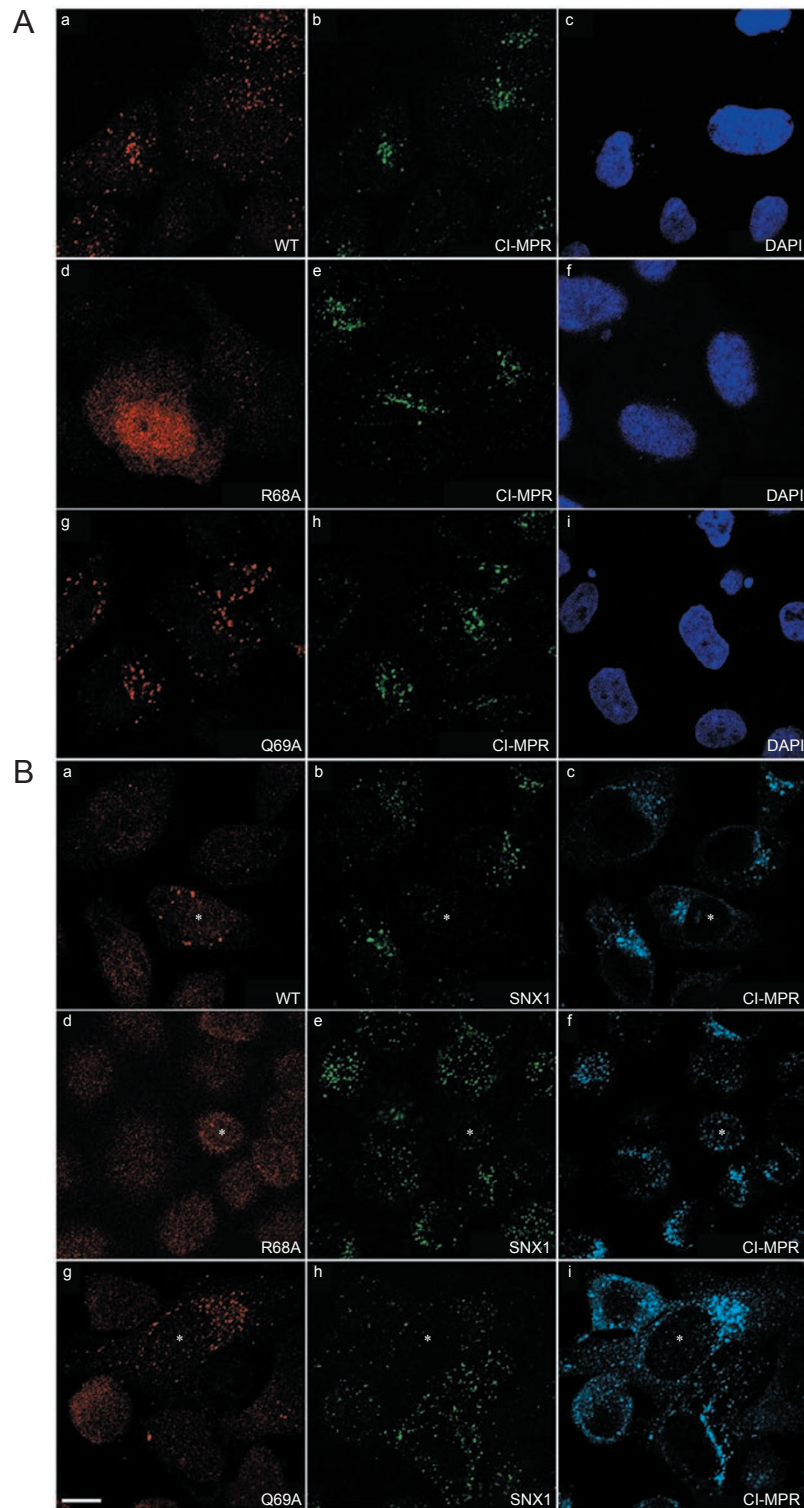 A
a
b
c
WT
CI-MPR
DAPI
d
e
f
R68A
CI-MPR
DAPI
g
h
i
Q69A
CI-MPR
DAPI
B
a
b
c
*
*
*
WT
SNX1
CI-MPR
d
e
f
*
*
*
R68A
SNX1
CI-MPR
g
h
i
*
*
*
Q69A
SNX1
CI-MPR